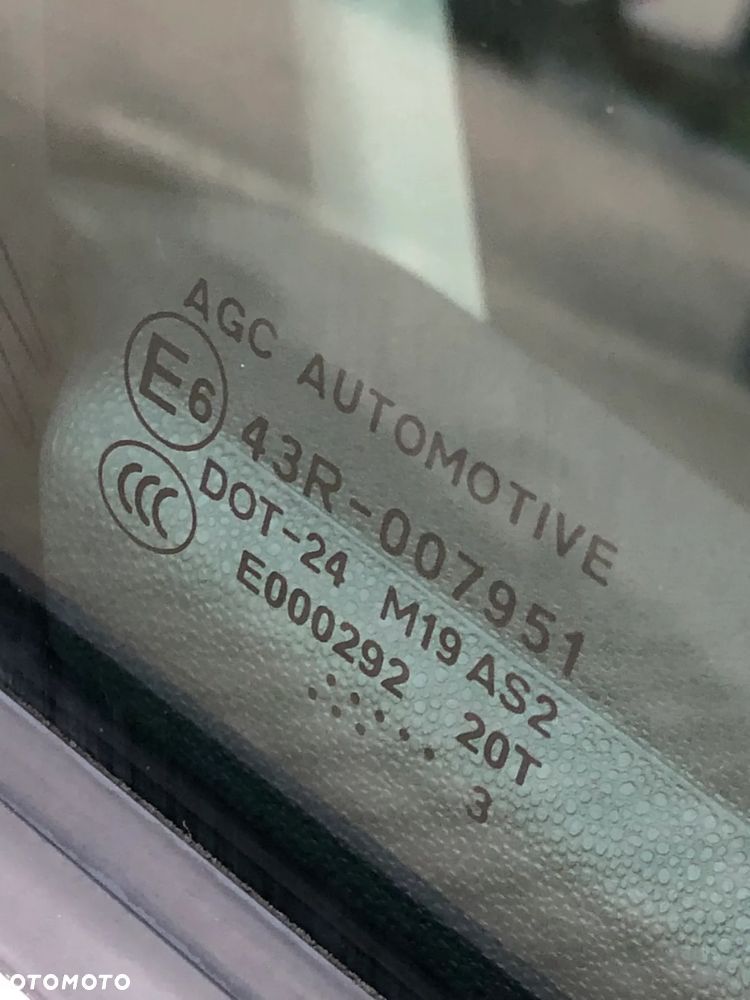 AGC AUTOMOTIVE
E6 43R-007951
CCC DOT-24 M19 AS2
E000292 20T
3
OTOMOTO